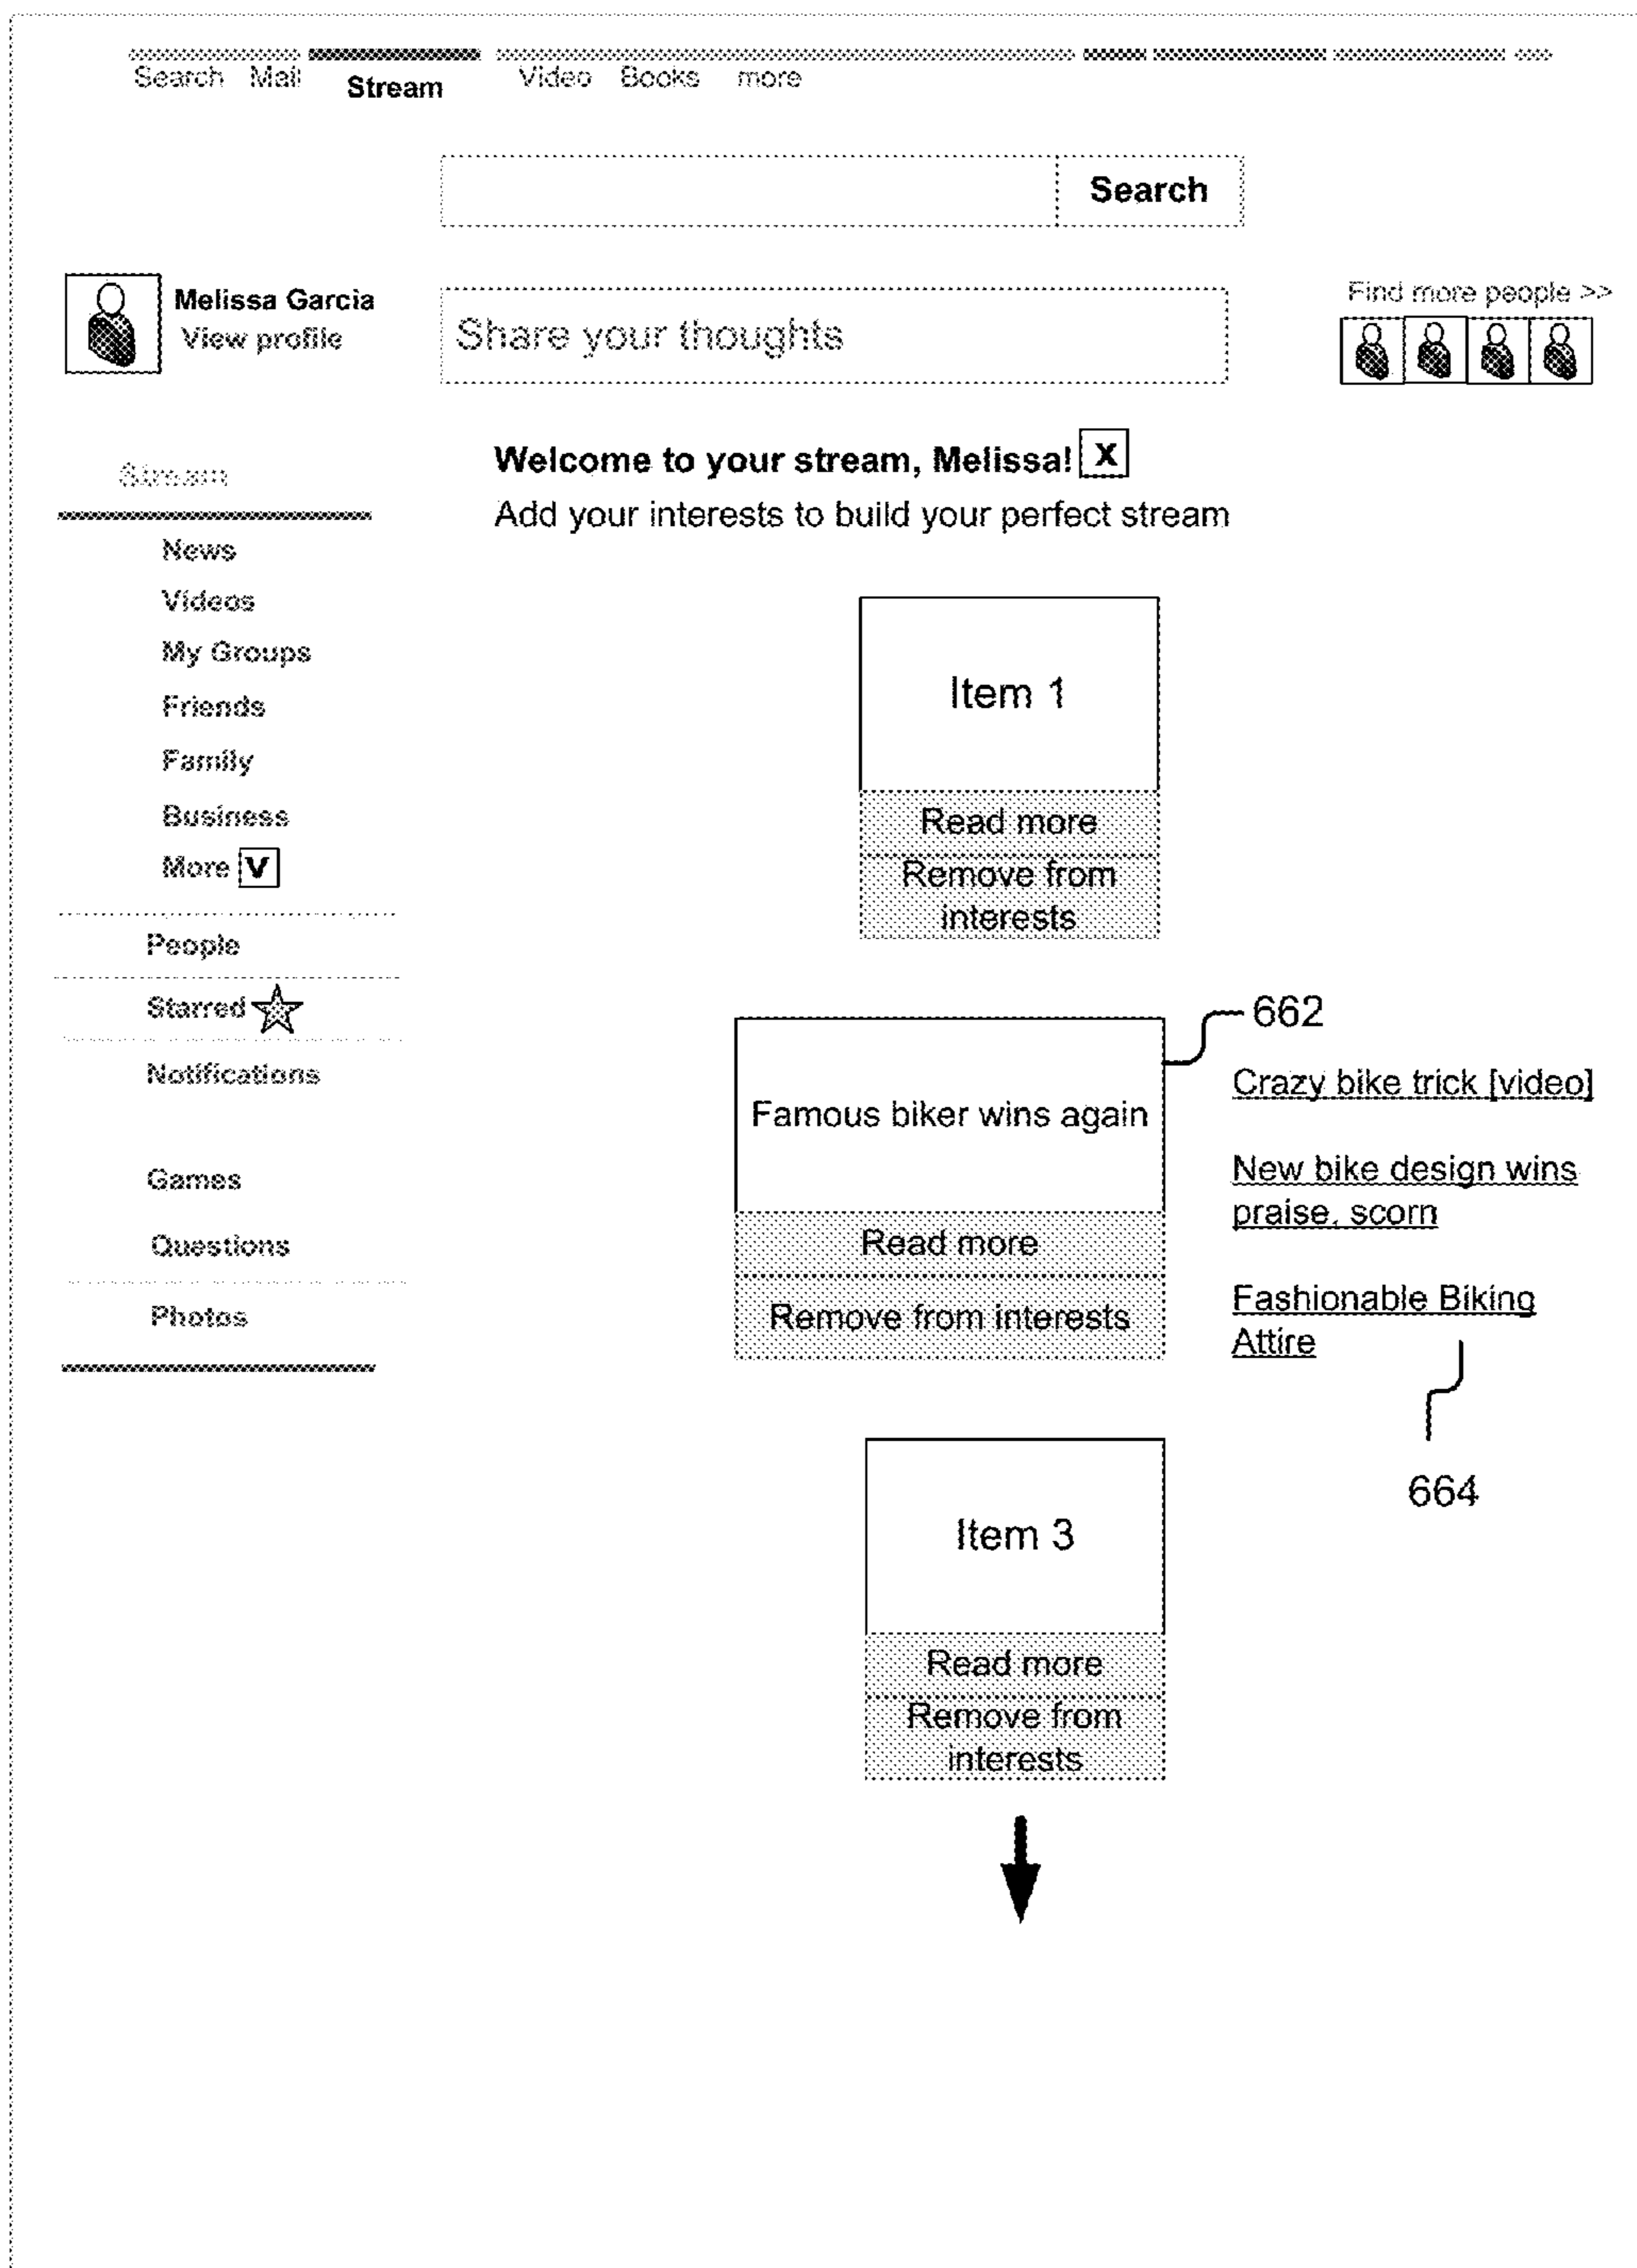 Search Mail Stream Video Books more
Search
Melissa Garcia
View profile
Share your thoughts
Find more people >>
Stream
News
Videos
My Groups
Friends
Family
Business
More V
People
Starred
Notifications
Games
Questions
Photos
Welcome to your stream, Melissa! X
Add your interests to build your perfect stream
Item 1
Read more
Remove from
interests
662
Famous biker wins again
Read more
Remove from interests
Crazy bike trick [video]
New bike design wins
praise, scorn
Fashionable Biking
Attire
664
Item 3
Read more
Remove from
interests